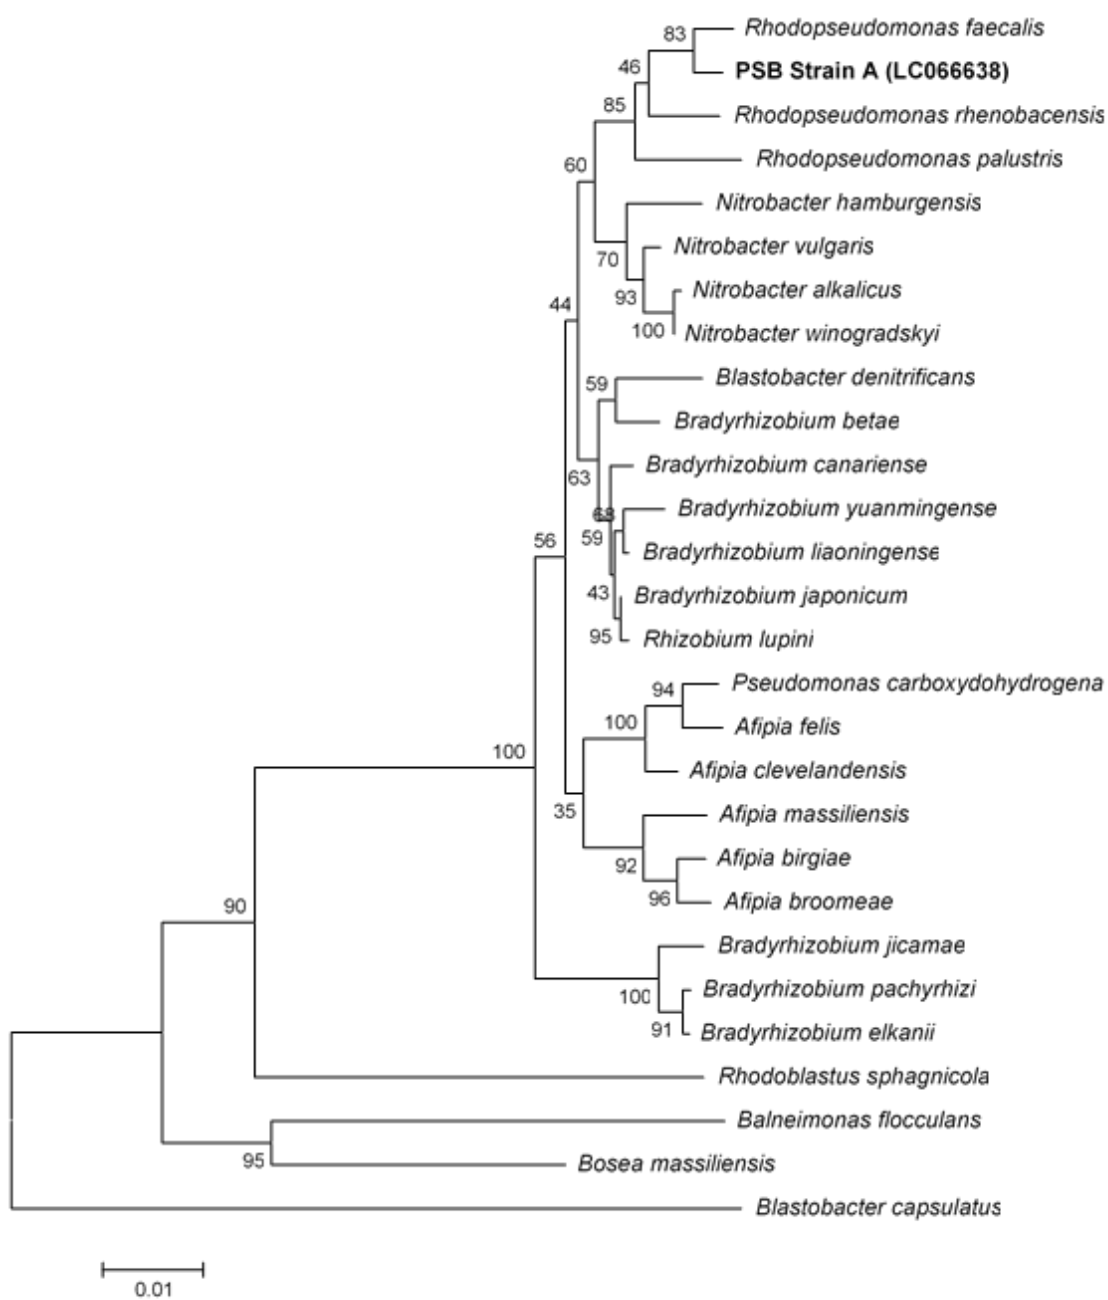 83
Rhodopseudomonas faecalis
PSB Strain A (LC066638)
46
85
Rhodopseudomonas rhenobacensis
Rhodopseudomonas palustris
60
Nitrobacter hamburgensis
70
Nitrobacter vulgaris
93
Nitrobacter alkalicus
44
100
Nitrobacter winogradskyi
59
Blastobacter denitrificans
Bradyrhizobium betae
63
Bradyrhizobium canariense
68
Bradyrhizobium yuanmingense
59
56
Bradyrhizobium liaoningense
43
Bradyrhizobium japonicum
95
Rhizobium lupini
94
Pseudomonas carboxydohydrogena
100
Afipia felis
100
Afipia clevelandensis
35
Afipia massiliensis
92
Afipia birgiae
96
Afipia broomeae
90
Bradyrhizobium jicamae
100
Bradyrhizobium pachyrhizi
91
Bradyrhizobium elkanii
Rhodoblastus sphagnicola
Balneimonas flocculans
95
Bosea massiliensis
Blastobacter capsulatus
0.01